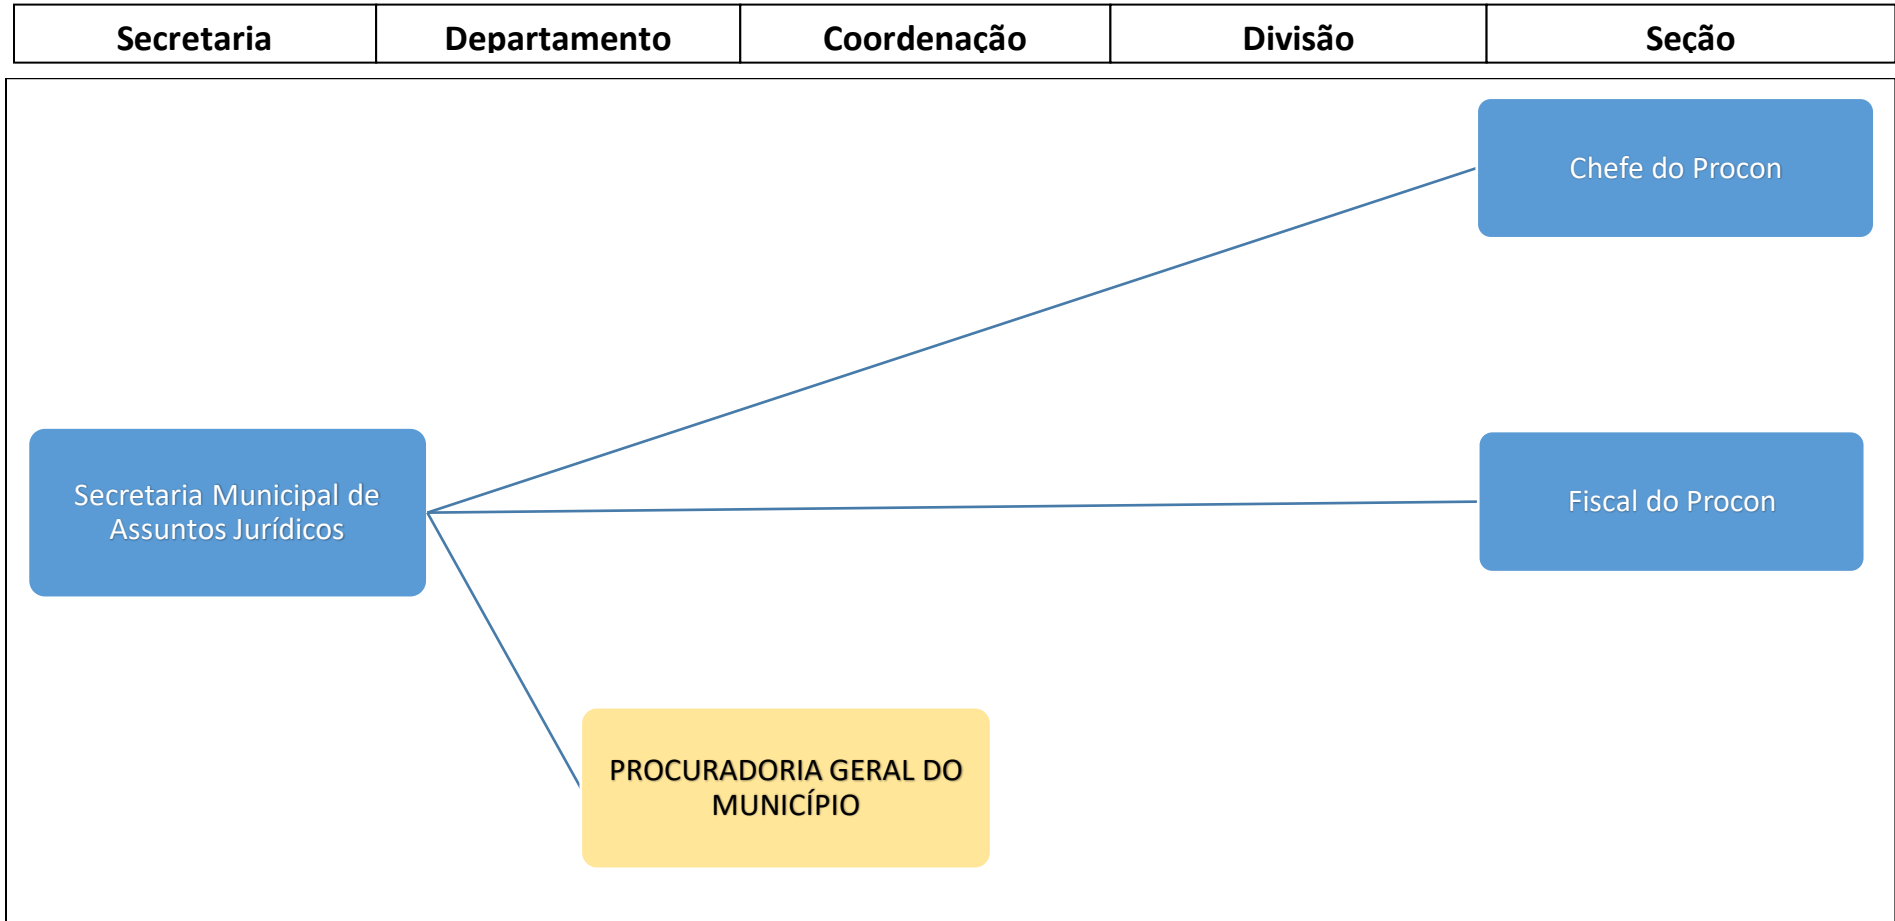 Secretaria Departamento Coordenação Divisão Seção
Chefe do Procon
Secretaria Municipal de
Assuntos Jurídicos
Fiscal do Procon
PROCURADORIA GERAL DO
MUNICÍPIO